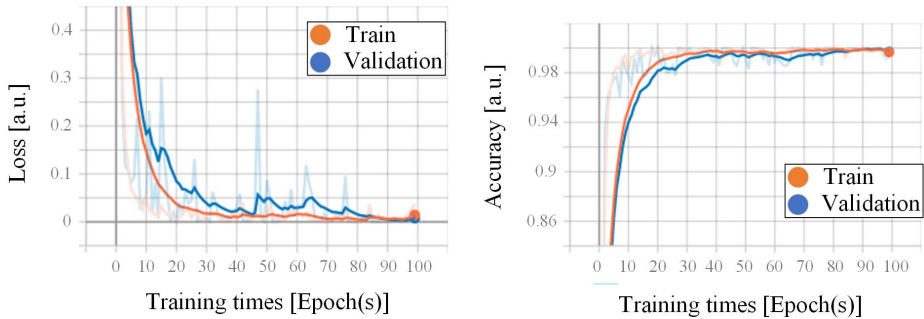 0.4
0.3
0.2
0.1
0
Loss [a.u.]
Train
Validation
0 10 20 30 40 50 60 70 80 90 100
Training times [Epoch(s)]
0.98
0.94
0.9
0.86
Accuracy [a.u.]
Train
Validation
0 10 20 30 40 50 60 70 80 90 100
Training times [Epoch(s)]